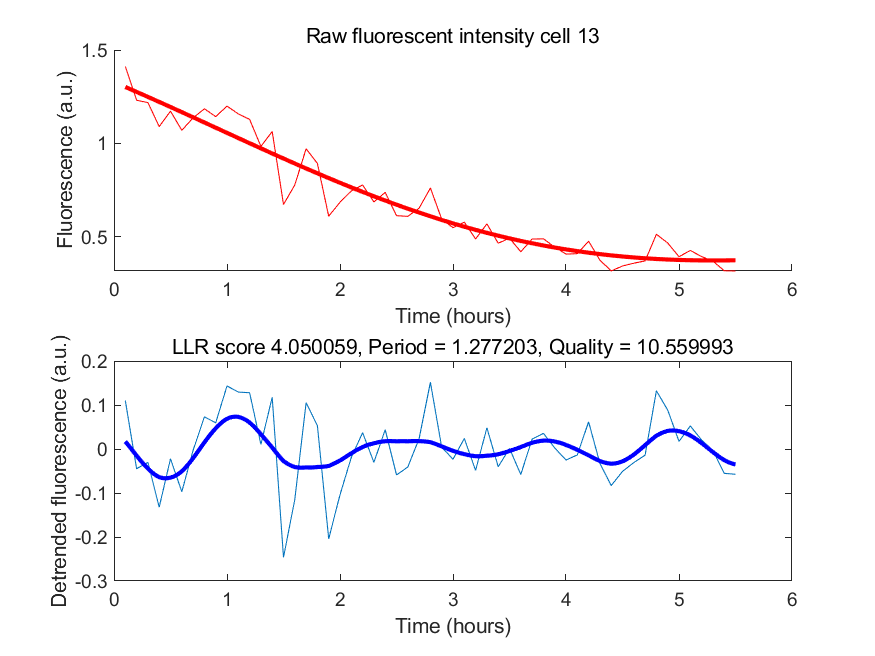 Raw fluorescent intensity cell 13
1.5
1
0.5
Fluorescence (a.u.)
0 1 2 3 4 5 6
Time (hours)
LLR score 4.050059, Period = 1.277203, Quality = 10.559993
0.2
0.1
0
-0.1
-0.2
-0.3
Detrended fluorescence (a.u.)
0 1 2 3 4 5 6
Time (hours)